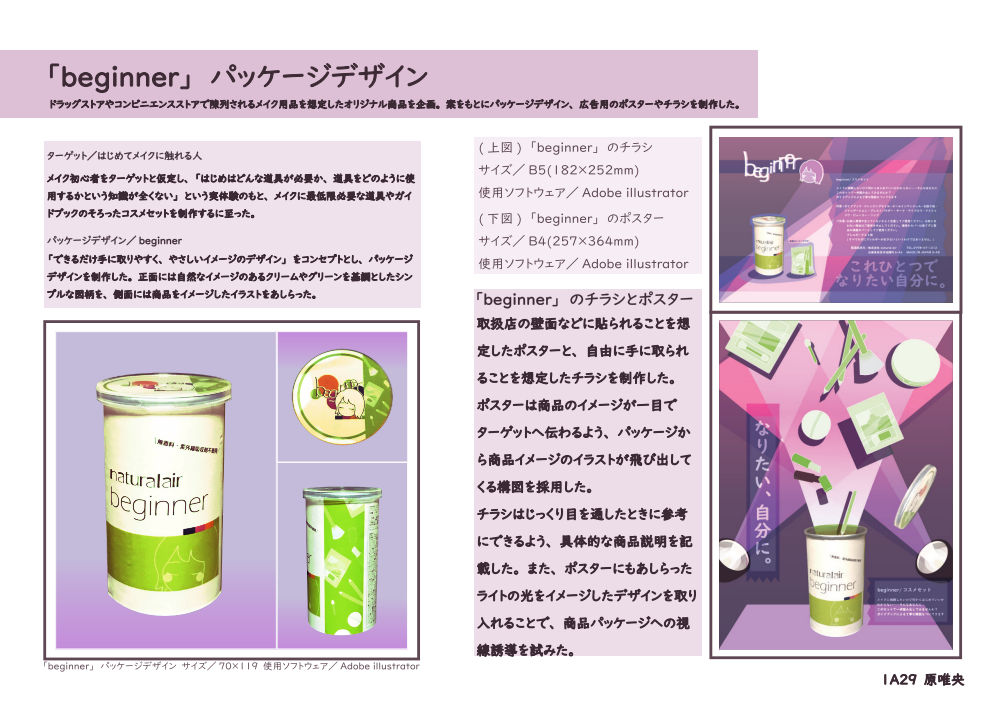 「beginner」 パッケージデザイン
ドラッグストアやコンビニエンスストアで陳列されるメイク用品を想定したオリジナル商品を企画。案をもとにパッケージデザイン、広告用のポスターやチラシを制作した。
ターゲット／はじめてメイクに触れる人
メイク初心者をターゲットと仮定し、「はじめはどんな道具が必要か、道具をどのように使
用するかという知識が全くない」という実体験のもと、メイクに最低限必要な道具やガイ
ドブックのそろったコスメセットを制作するに至った。
パッケージデザイン／ beginner
「できるだけ手に取りやすく、やさしいイメージのデザイン」をコンセプトとし、パッケージ
デザインを制作した。正面には自然なイメージのあるクリームやグリーンを基調としたシン
プルな図柄を、側面には商品をイメージしたイラストをあしらった。
無香料・紫外線吸収剤不使用
naturalair
beginner
「beginner」 パッケージデザイン サイズ／ 70×119 使用ソフトウェア／ Adobe illustrator
( 上図 ) 「beginner」 のチラシ
サイズ／ B5(182×252mm)
使用ソフトウェア／ Adobe illustrator
( 下図 ) 「beginner」 のポスター
サイズ／ B4(257×364mm)
使用ソフトウェア／ Adobe illustrator
「beginner」 のチラシとポスター
取扱店の壁面などに貼られることを想
定したポスターと、自由に手に取られ
ることを想定したチラシを制作した。
ポスターは商品のイメージが一目で
ターゲットへ伝わるよう、パッケージか
ら商品イメージのイラストが飛び出して
くる構図を採用した。
チラシはじっくり目を通したときに参考
にできるよう、具体的な商品説明を記
載した。また、ポスターにもあしらった
ライトの光をイメージしたデザインを取り
入れることで、商品パッケージへの視
線誘導を試みた。
beginner
これひとつで
なりたい自分に。
なりたい、自分に。
naturalair
beginner
beginner | コスメセット
1A29 原唯央